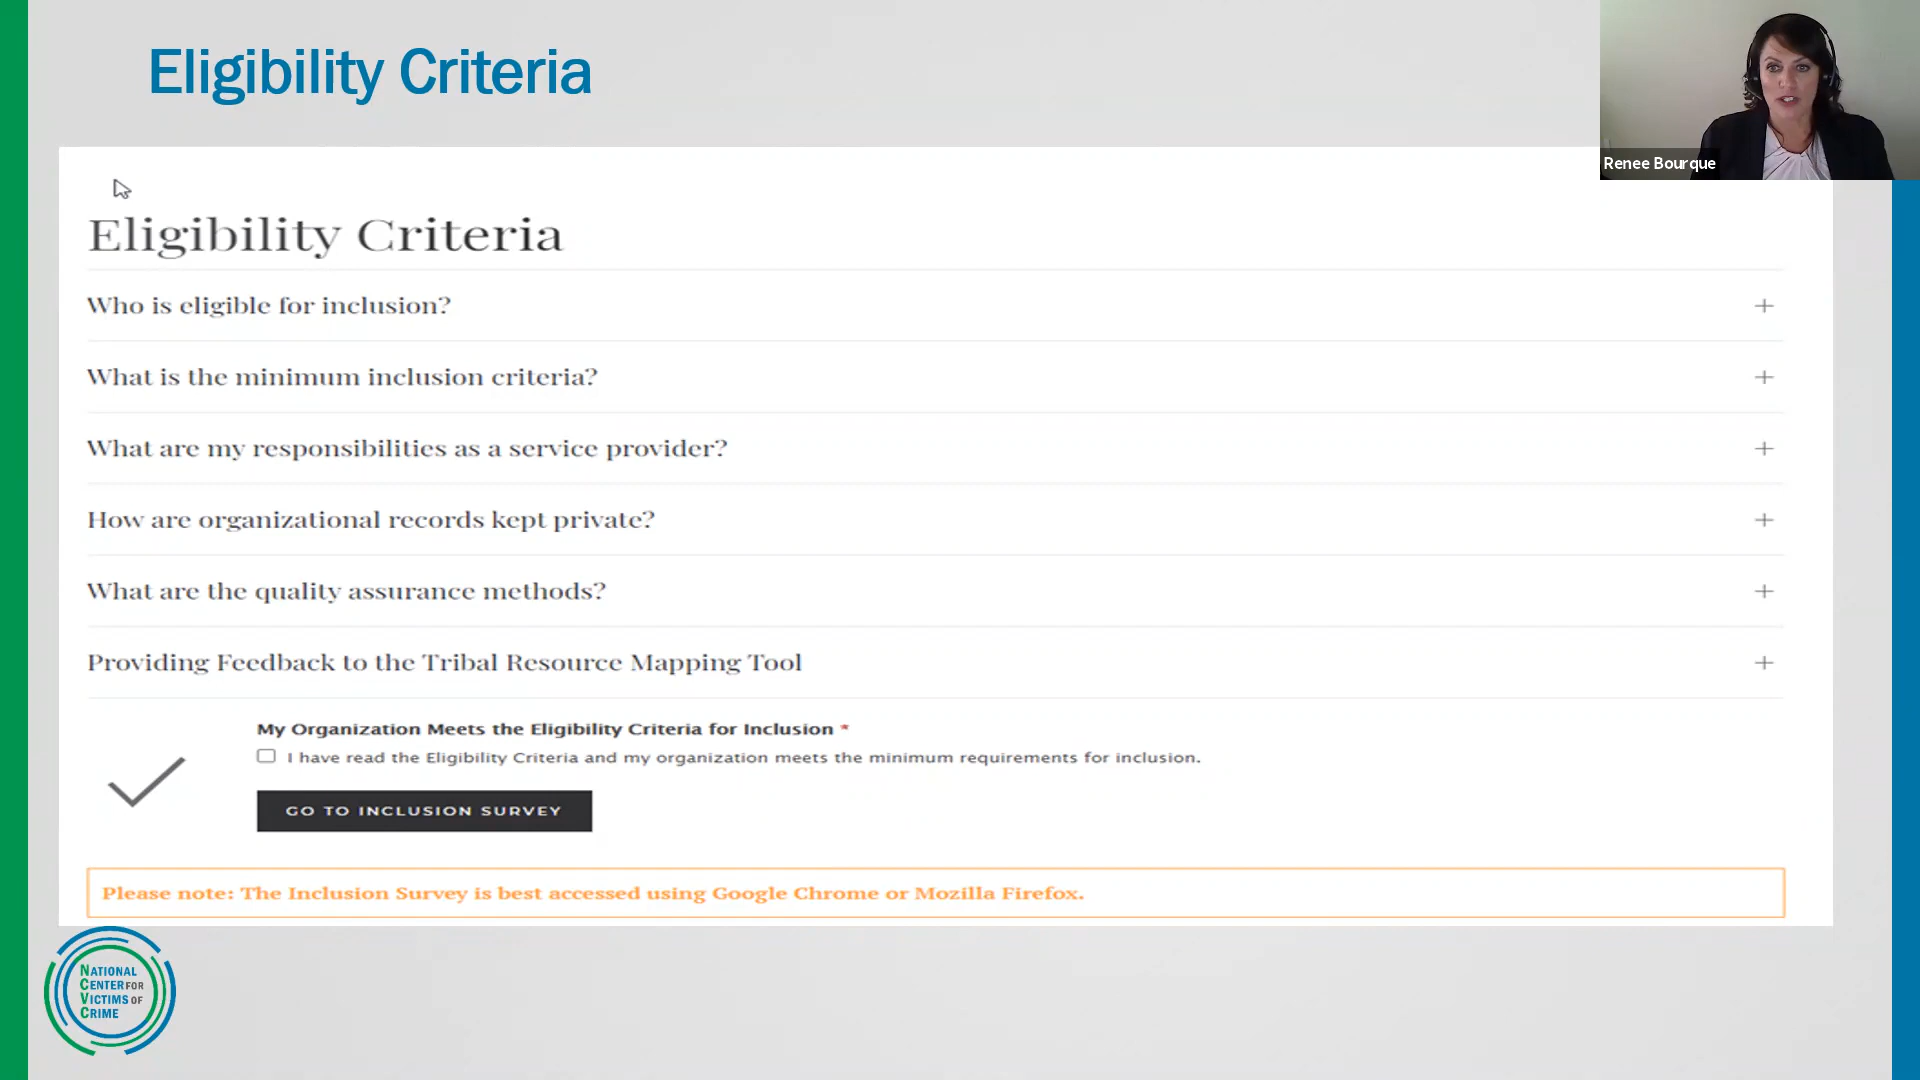 Eligibility Criteria
Renee Bourque
Eligibility Criteria
Who is eligible for inclusion?
What is the minimum inclusion criteria?
What are my responsibilities as a service provider?
How are organizational records kept private?
What are the quality assurance methods?
Providing Feedback to the Tribal Resource Mapping Tool
My Organization Meets the Eligibility Criteria for Inclusion *
I have read the Eligibility Criteria and my organization meets the minimum requirements for inclusion.
GO TO INCLUSION SURVEY
Please note: The Inclusion Survey is best accessed using Google Chrome or Mozilla Firefox.
NATIONAL
CENTER FOR
VICTIMS OF
CRIME